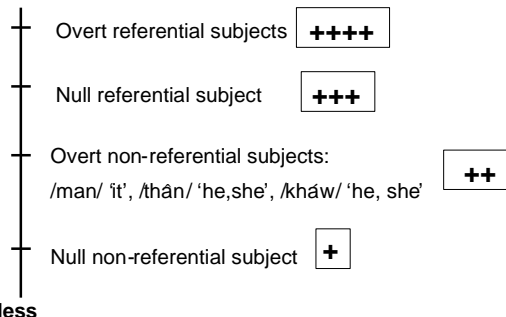 Overt referential subjects ++++
Null referential subject +++
Overt non-referential subjects:
++
/man/ ‘it’, /thân/ ‘he,she’, /kháw/ ‘he, she’
Null non-referential subject +
less